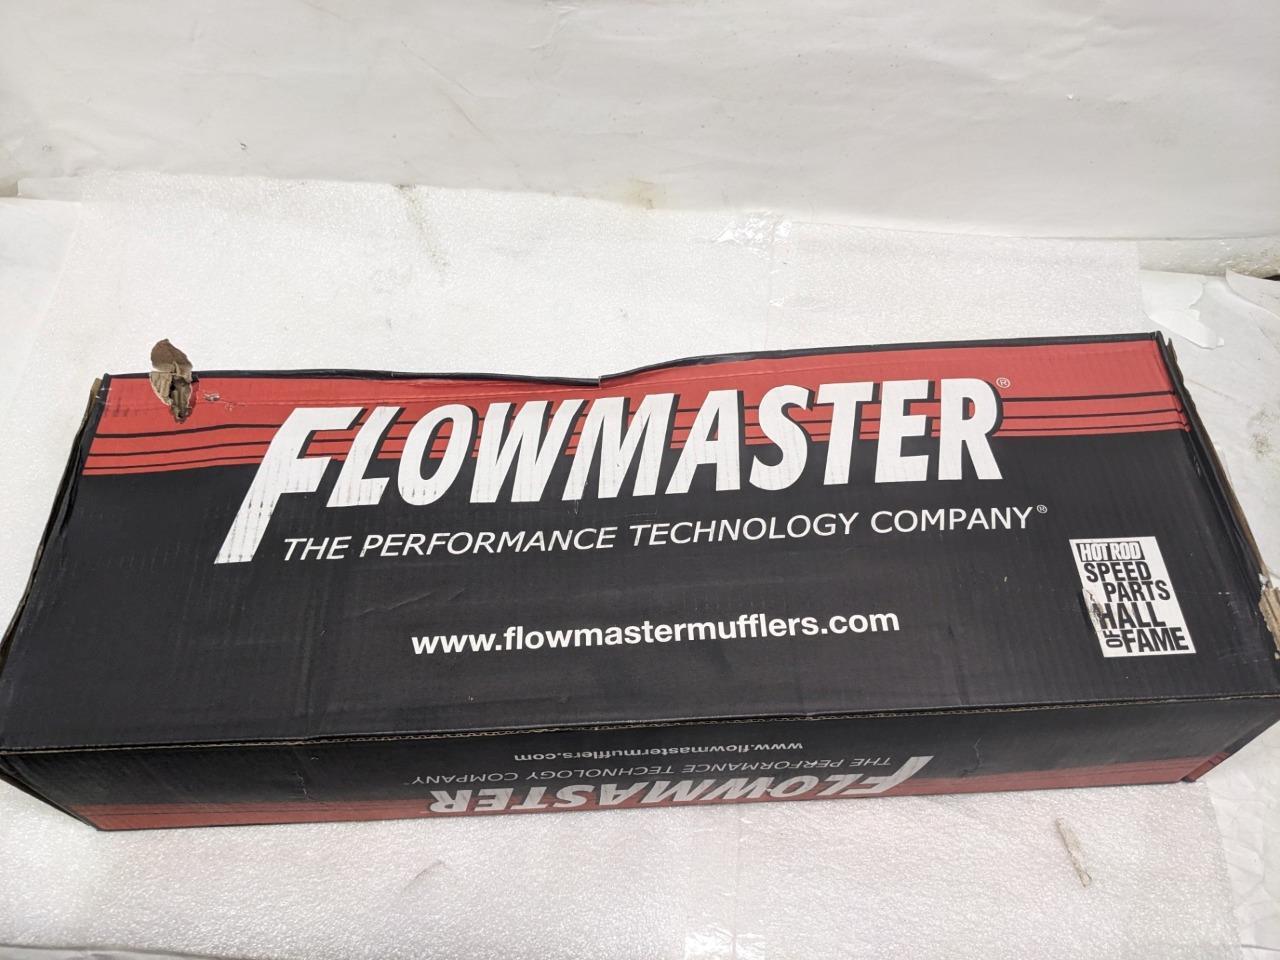 FLOWMASTER®
THE PERFORMANCE TECHNOLOGY COMPANY®
www.flowmastermufflers.com
HOT ROD
SPEED
PARTS
HALL
OF FAME
www.flowmastermufflers.com
THE PERFORMANCE TECHNOLOGY COMPANY
FLOWMASTER